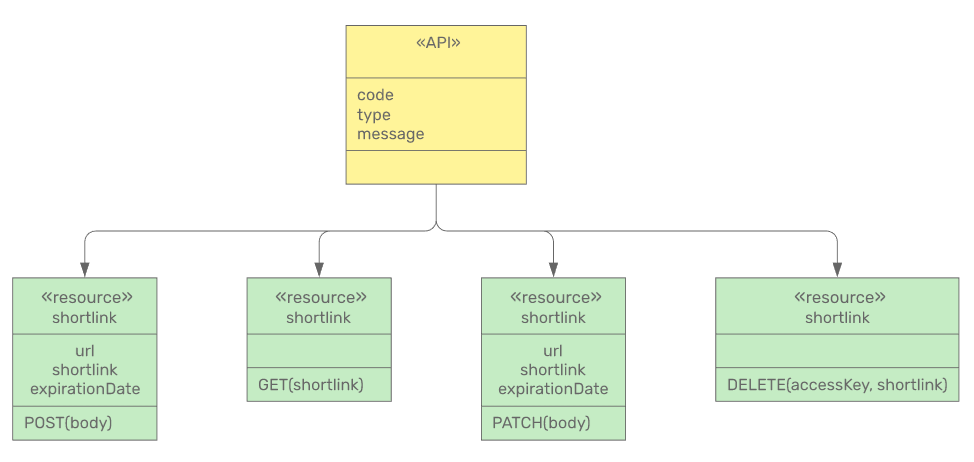 «API»
code
type
message
«resource»
shortlink
url
shortlink
expirationDate
POST(body)
«resource»
shortlink
GET(shortlink)
«resource»
shortlink
url
shortlink
expirationDate
PATCH(body)
«resource»
shortlink
DELETE(accessKey, shortlink)